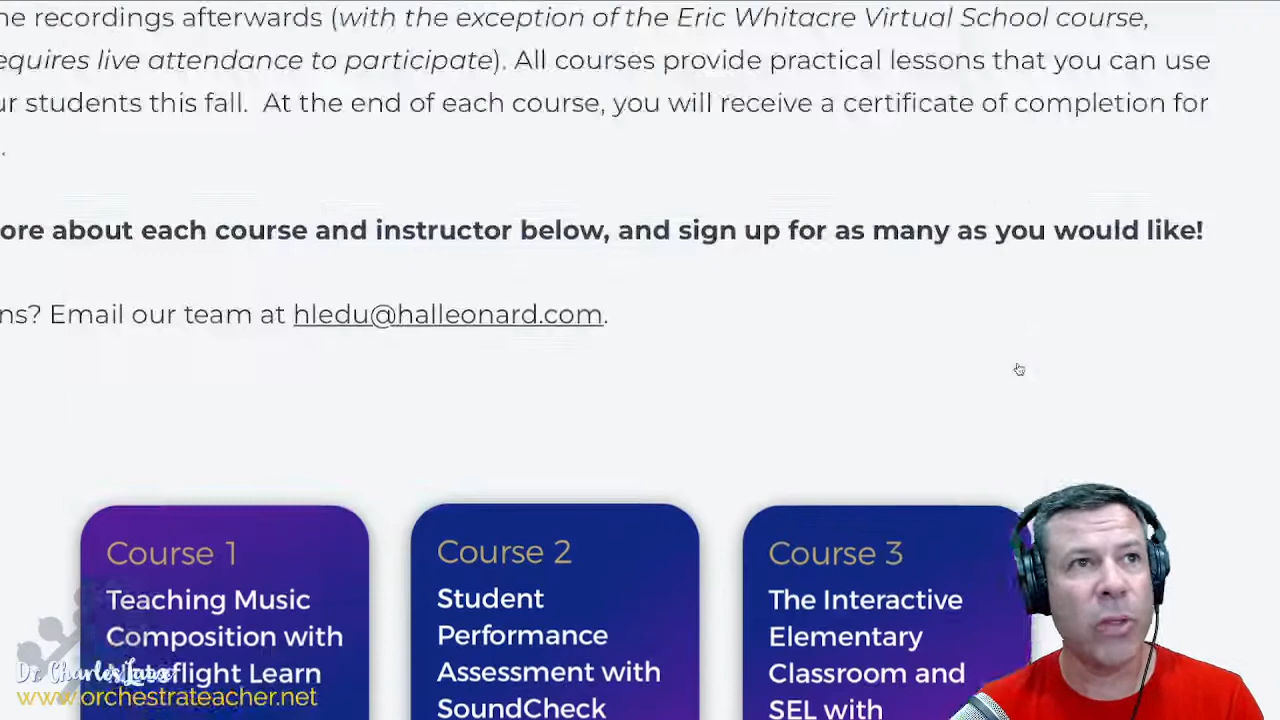 ne recordings afterwards (with the exception of the Eric Whitacre Virtual School course,
equires live attendance to participate). All courses provide practical lessons that you can use
ur students this fall. At the end of each course, you will receive a certificate of completion for
.
ore about each course and instructor below, and sign up for as many as you would like!
ns? Email our team at hledu@halleonard.com.
Course 1
Teaching Music
Composition with
flight Learn
Course 2
Student
Performance
Assessment with
SoundCheck
Course 3
The Interactive
Elementary
Classroom and
SEL with
Dr. Charles
www.orchestrateacher.net